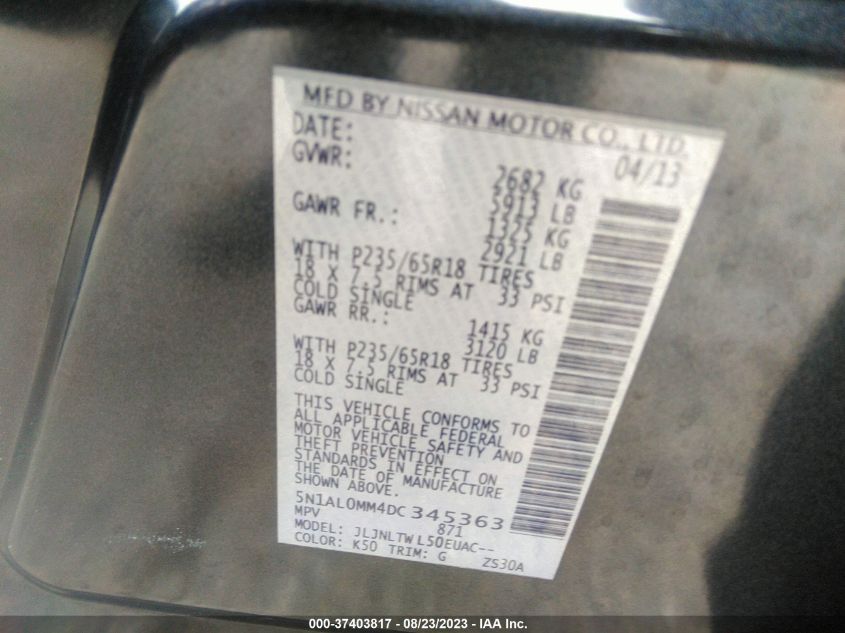 MFD BY NISSAN MOTOR CO., LTD.
DATE: 04/13
GVWR: 2682 KG
5913 LB
GAWR FR.: 1325 KG
2921 LB
WITH P235/65R18 TIRES
18 X 7.5 RIMS AT 33 PSI
COLD SINGLE
GAWR RR.: 1415 KG
3120 LB
WITH P235/65R18 TIRES
18 X 7.5 RIMS AT 33 PSI
COLD SINGLE
THIS VEHICLE CONFORMS TO
ALL APPLICABLE FEDERAL
MOTOR VEHICLE SAFETY AND
THEFT PREVENTION
STANDARDS IN EFFECT ON
THE DATE OF MANUFACTURE
SHOWN ABOVE.
5N1AL0MM4DC345363
MPV 871
MODEL: JLJNLTWL50EUAC--
COLOR: K50 TRIM: G ZS30A
000-37403817 - 08/23/2023 - IAA Inc.